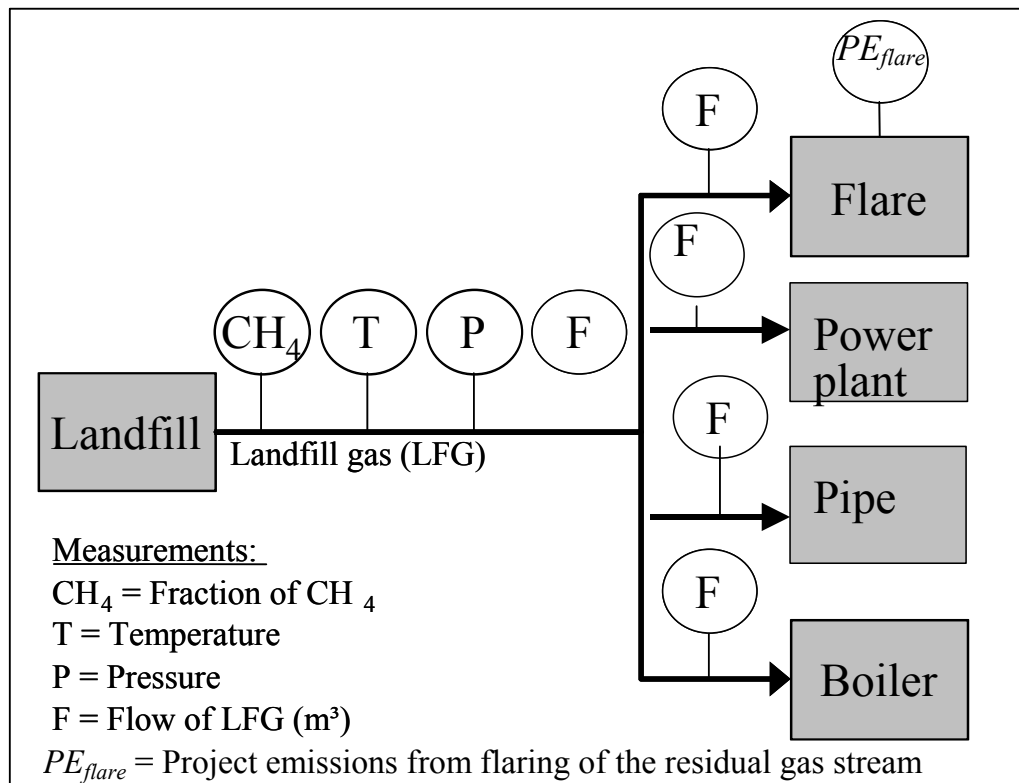 PE_flare
F
Flare
F
CH₄ T P F
Power
plant
Landfill
Landfill gas (LFG)
F
Pipe
Measurements:
CH₄ = Fraction of CH ₄
T = Temperature
F
P = Pressure
Boiler
F = Flow of LFG (m³)
PE_flare = Project emissions from flaring of the residual gas stream